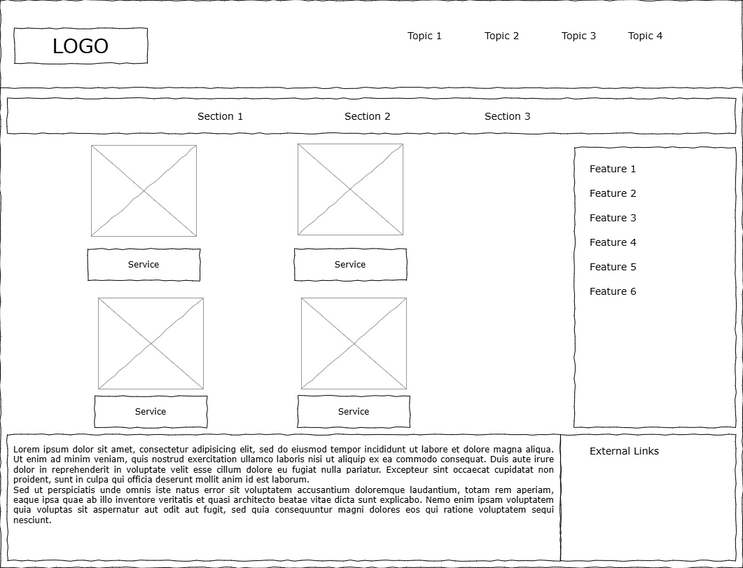 LOGO
Topic 1
Topic 2
Topic 3
Topic 4
Section 1
Section 2
Section 3
Service
Service
Service
Service
Feature 1
Feature 2
Feature 3
Feature 4
Feature 5
Feature 6
Lorem ipsum dolor sit amet, consectetur adipisicing elit, sed do eiusmod tempor incididunt ut labore et dolore magna aliqua.
Ut enim ad minim veniam, quis nostrud exercitation ullamco laboris nisi ut aliquip ex ea commodo consequat. Duis aute irure
dolor in reprehenderit in voluptate velit esse cillum dolore eu fugiat nulla pariatur. Excepteur sint occaecat cupidatat non
proident, sunt in culpa qui officia deserunt mollit anim id est laborum.
Sed ut perspiciatis unde omnis iste natus error sit voluptatem accusantium doloremque laudantium, totam rem aperiam,
eaque ipsa quae ab illo inventore veritatis et quasi architecto beatae vitae dicta sunt explicabo. Nemo enim ipsam voluptatem
quia voluptas sit aspernatur aut odit aut fugit, sed quia consequuntur magni dolores eos qui ratione voluptatem sequi
nesciunt.
External Links